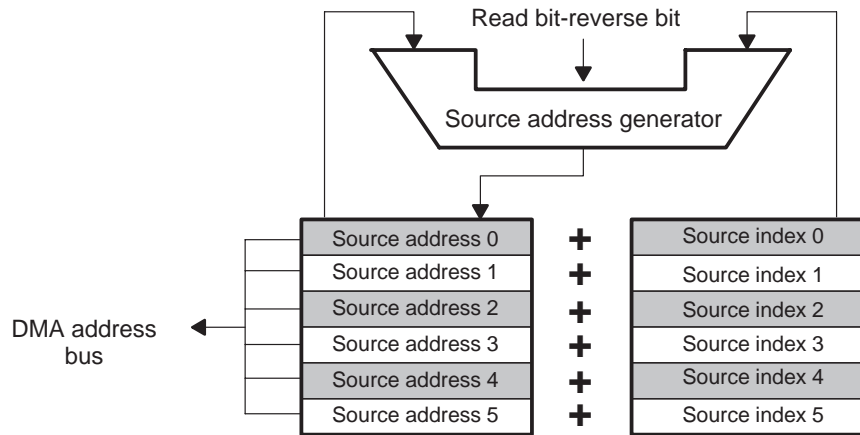 Read bit-reverse bit
Source address generator
Source address 0 + Source index 0
Source address 1 + Source index 1
Source address 2 + Source index 2
Source address 3 + Source index 3
Source address 4 + Source index 4
Source address 5 + Source index 5
DMA address
bus